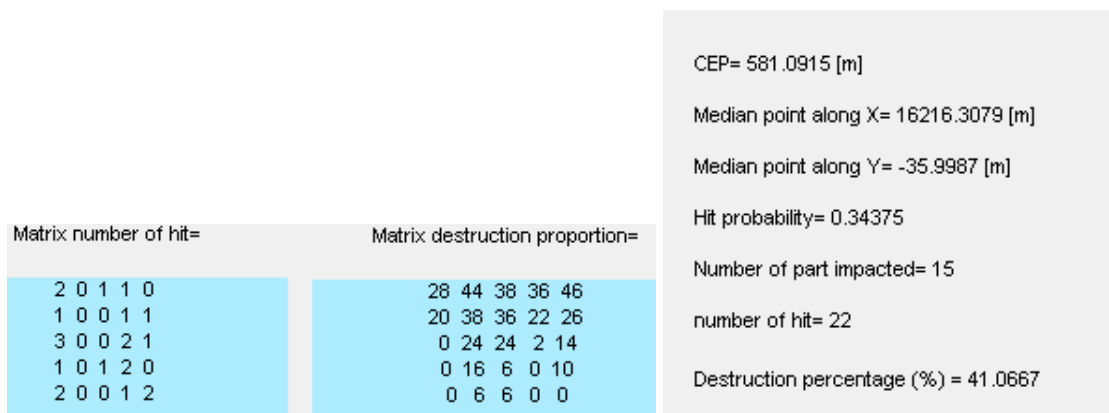 Matrix number of hit=
2 0 1 1 0
1 0 0 1 1
3 0 0 2 1
1 0 1 2 0
2 0 0 1 2
Matrix destruction proportion=
28 44 38 36 46
20 38 36 22 26
0 24 24 2 14
0 16 6 0 10
0 6 6 0 0
CEP= 581.0915 [m]
Median point along X= 16216.3079 [m]
Median point along Y= -35.9987 [m]
Hit probability= 0.34375
Number of part impacted= 15
number of hit= 22
Destruction percentage (%) = 41.0667